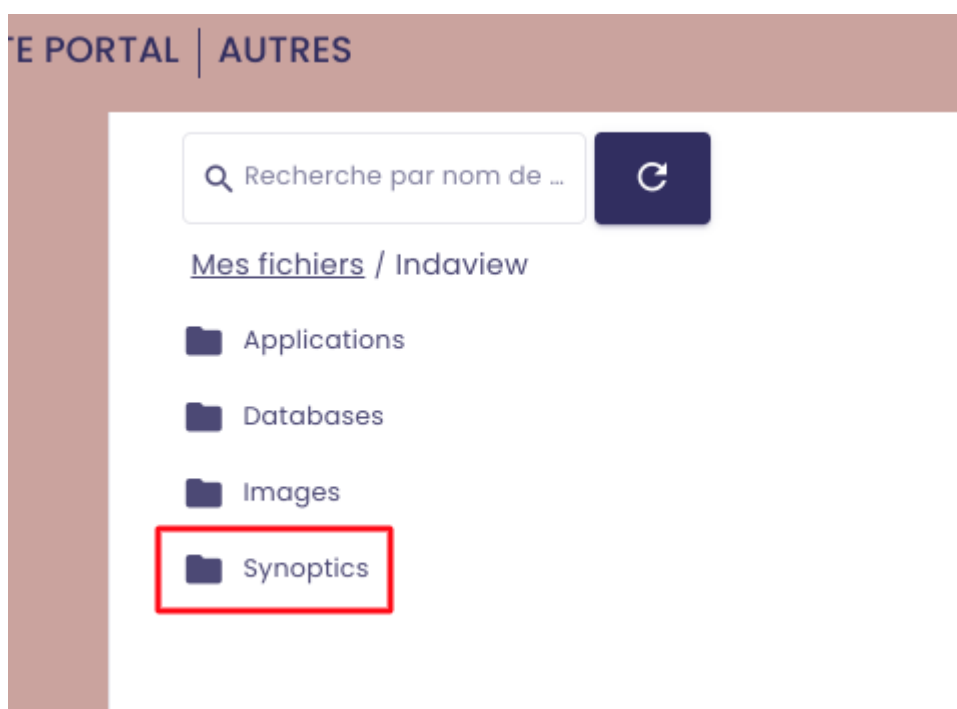 E PORTAL | AUTRES
Recherche par nom de ...
Mes fichiers / Indaview
Applications
Databases
Images
Synoptics